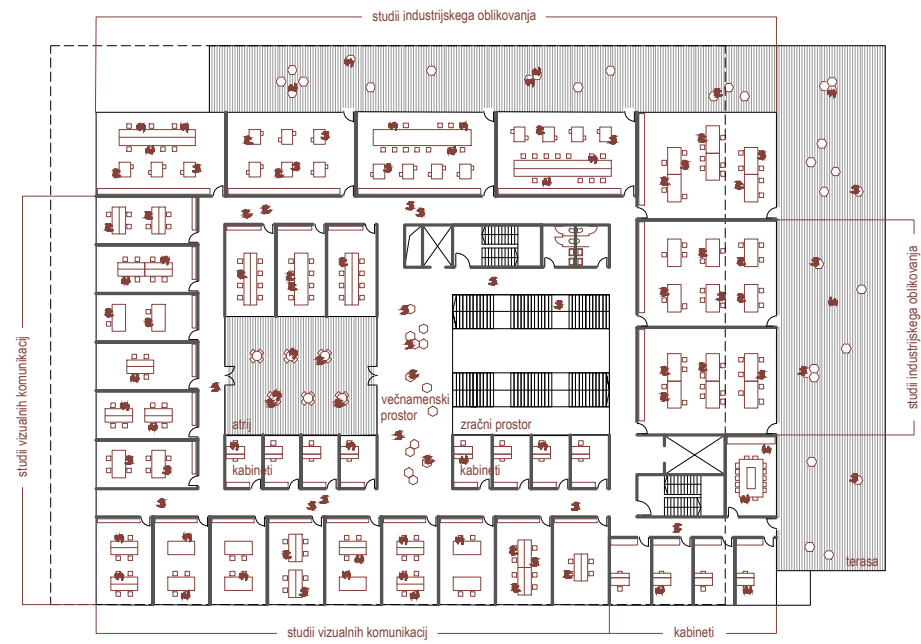 studii industrijskega oblikovanja
studii vizualnih komunikacij
studii industrijskega oblikovanja
večnamenski
prostor
atrij
zračni prostor
kabineti
kabineti
terasa
studii vizualnih komunikacij
kabineti